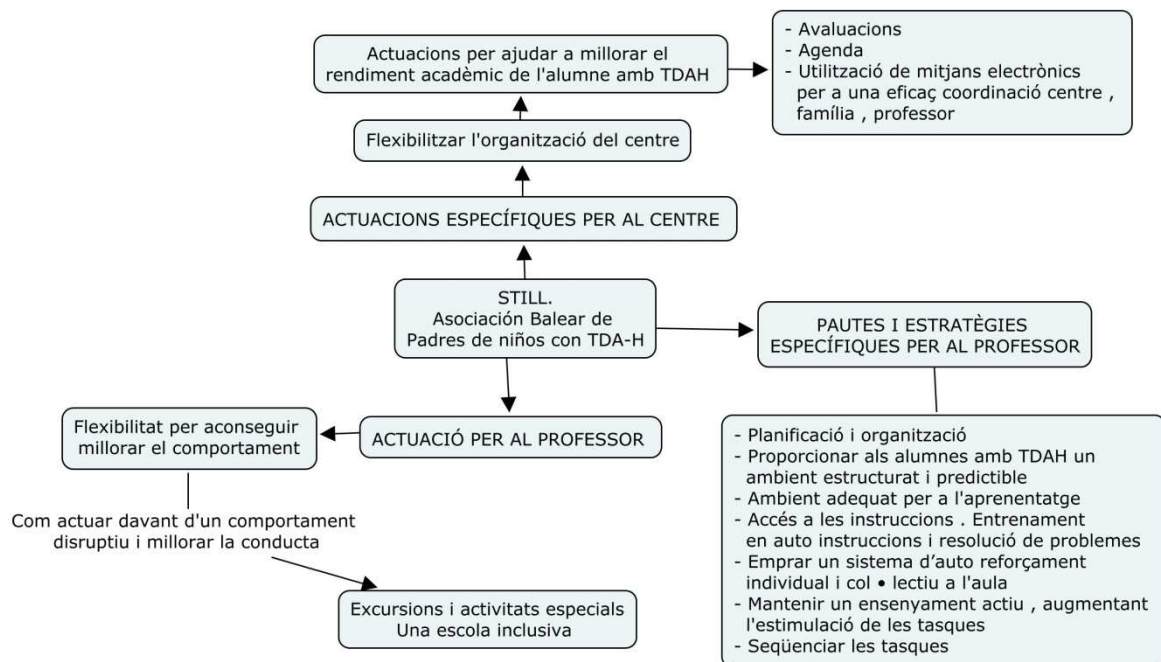 Actuacions per ajudar a millorar el
rendiment acadèmic de l'alumne amb TDAH
- Avaluacions
- Agenda
- Utilització de mitjans electrònics
per a una eficaç coordinació centre ,
família , professor
Flexibilitzar l'organització del centre
ACTUACIONS ESPECÍFIQUES PER AL CENTRE
STILL.
Asociación Balear de
Padres de niños con TDA-H
PAUTES I ESTRATÈGIES
ESPECÍFIQUES PER AL PROFESSOR
Flexibilitat per aconseguir
millorar el comportament
ACTUACIÓ PER AL PROFESSOR
Com actuar davant d'un comportament
disruptiu i millorar la conducta
Excursions i activitats especials
Una escola inclusiva
- Planificació i organització
- Proporcionar als alumnes amb TDAH un
ambient estructurat i predictible
- Ambient adequat per a l'aprenentatge
- Accés a les instruccions . Entrenament
en auto instruccions i resolució de problemes
- Emprar un sistema d’auto reforçament
individual i col • lectiu a l'aula
- Mantenir un ensenyament actiu , augmentant
l'estimulació de les tasques
- Seqüenciar les tasques